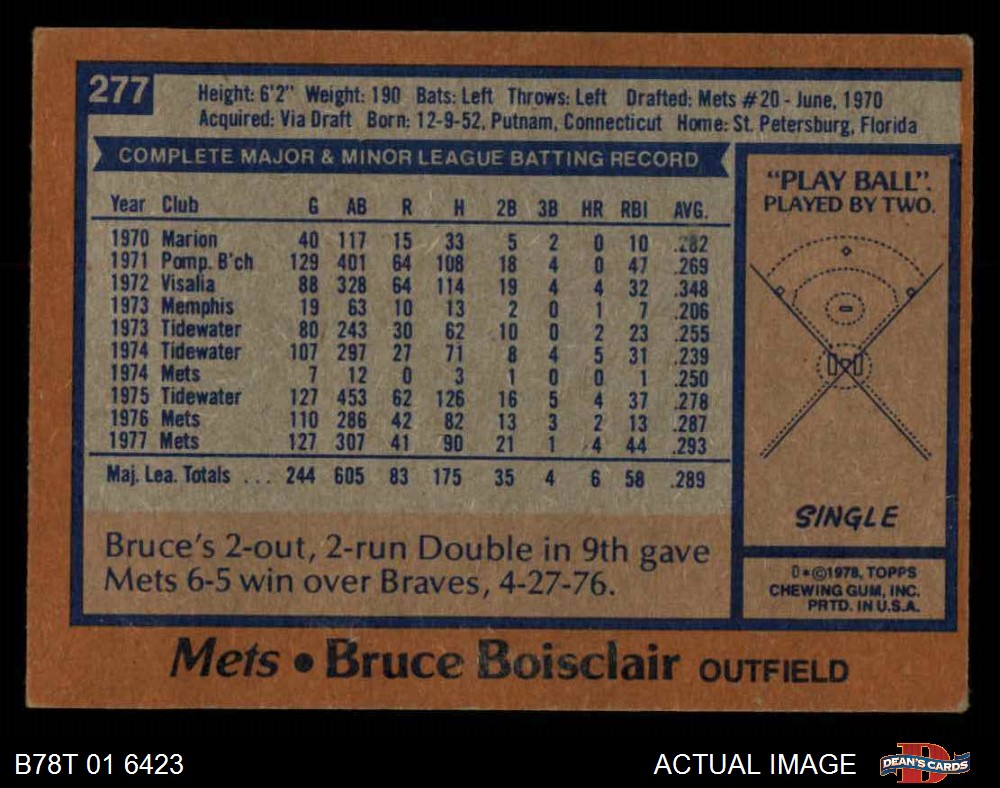 277
Height: 6'2" Weight: 190 Bats: Left Throws: Left Drafted: Mets #20 - June, 1970
Acquired: Via Draft Born: 12-9-52, Putnam, Connecticut Home: St. Petersburg, Florida
COMPLETE MAJOR & MINOR LEAGUE BATTING RECORD
Year Club G AB R H 2B 3B HR RBI AVG.
1970 Marion 40 117 15 33 5 2 0 10 .282
1971 Pomp. B'ch 129 401 64 108 18 4 0 47 .269
1972 Visalia 88 328 64 114 19 4 4 32 .348
1973 Memphis 19 63 10 13 2 0 1 7 .206
1973 Tidewater 80 243 30 62 10 0 2 23 .255
1974 Tidewater 107 297 27 71 8 4 5 31 .239
1974 Mets 7 12 0 3 1 0 0 1 .250
1975 Tidewater 127 453 62 126 16 5 4 37 .278
1976 Mets 110 286 42 82 13 3 2 13 .287
1977 Mets 127 307 41 90 21 1 4 44 .293
Maj. Lea. Totals ... 244 605 83 175 35 4 6 58 .289
Bruce's 2-out, 2-run Double in 9th gave
Mets 6-5 win over Braves, 4-27-76.
"PLAY BALL".
PLAYED BY TWO.
SINGLE
D*©1978, TOPPS
CHEWING GUM, INC.
PRTD. IN U.S.A.
Mets • Bruce Boisclair OUTFIELD
B78T 01 6423
ACTUAL IMAGE
DEAN'S CARDS